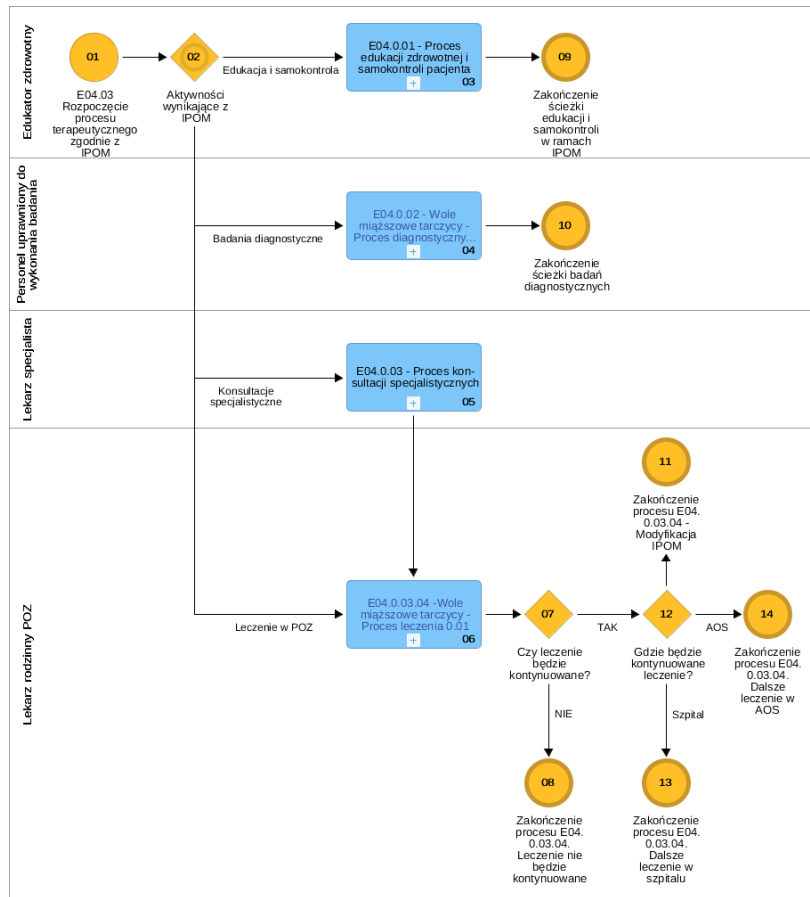 Edukator zdrowotny
01
02
Edukacja i samokontrola
E04.0.01 - Proces
edukacji zdrowotnej i
samokontroli pacjenta
03
09
E04.03
Rozpoczęcie
procesu
terapeutycznego
zgodnie z
IPOM
Aktywności
wynikające z
IPOM
Zakończenie
ścieżki
edukacji i
samokontroli
w ramach
IPOM
Personel uprawniony do
wykonania badania
Badania diagnostyczne
E04.0.02 - Wole
miąższowe tarczycy -
Proces diagnostyczny...
04
10
Zakończenie
ścieżki badań
diagnostycznych
Lekarz specjalista
Konsultacje
specjalistyczne
E04.0.03 - Proces kon-
sultacji specjalistycznych
05
Lekarz rodzinny POZ
11
Zakończenie
procesu E04.
0.03.04 -
Modyfikacja
IPOM
Leczenie w POZ
E04.0.03.04 -Wole
miąższowe tarczycy -
Proces leczenia 0.01
06
07
TAK
12
AOS
14
Czy leczenie
będzie
kontynuowane?
Gdzie będzie
kontynuowane
leczenie?
Zakończenie
procesu E04.
0.03.04.
Dalsze
leczenie w
AOS
NIE
Szpital
08
13
Zakończenie
procesu E04.
0.03.04.
Leczenie nie
będzie
kontynuowane
Zakończenie
procesu E04.
0.03.04.
Dalsze
leczenie w
szpitalu